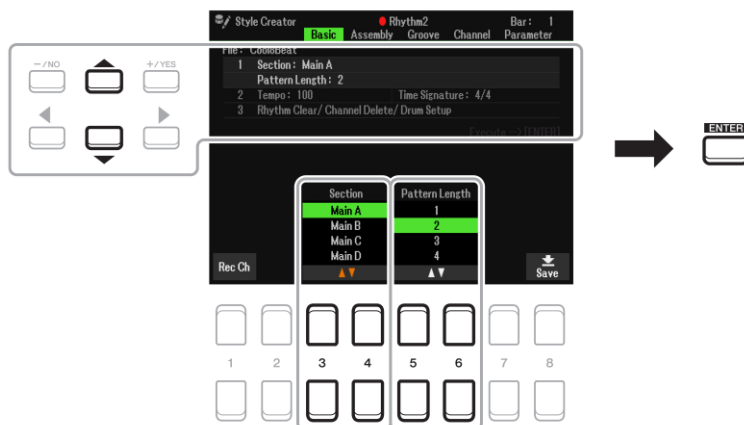 Style Creator Rhythm2 Bar: 1
Basic Assembly Groove Channel Parameter
File: CooloBeat
-/NO +/YES
1 Section: Main A
Pattern Length: 2
2 Tempo: 100 Time Signature: 4/4
3 Rhythm Clear/ Channel Delete/ Drum Setup
Execute-->[ENTER]
ENTER
Section Pattern Length
Main A 1
Main B 2
Main C 3
Main D 4
Rec Ch Save
1 2 3 4 5 6 7 8